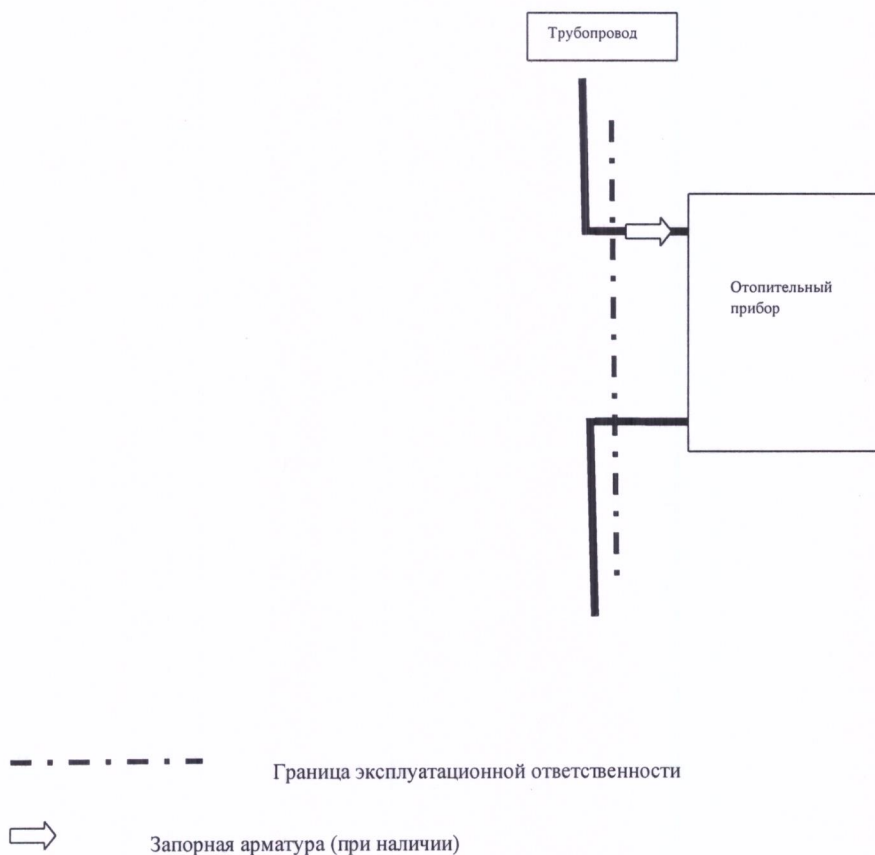 Трубопровод
Отопительный
прибор
Граница эксплуатационной ответственности
Запорная арматура (при наличии)